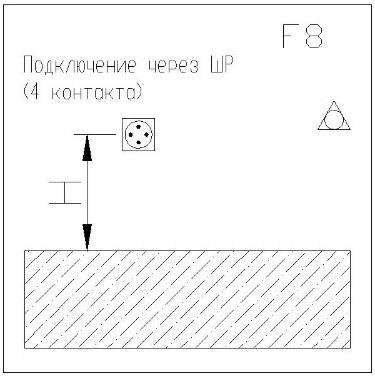 F8
Подключение через ШР
(4 контакта)
H